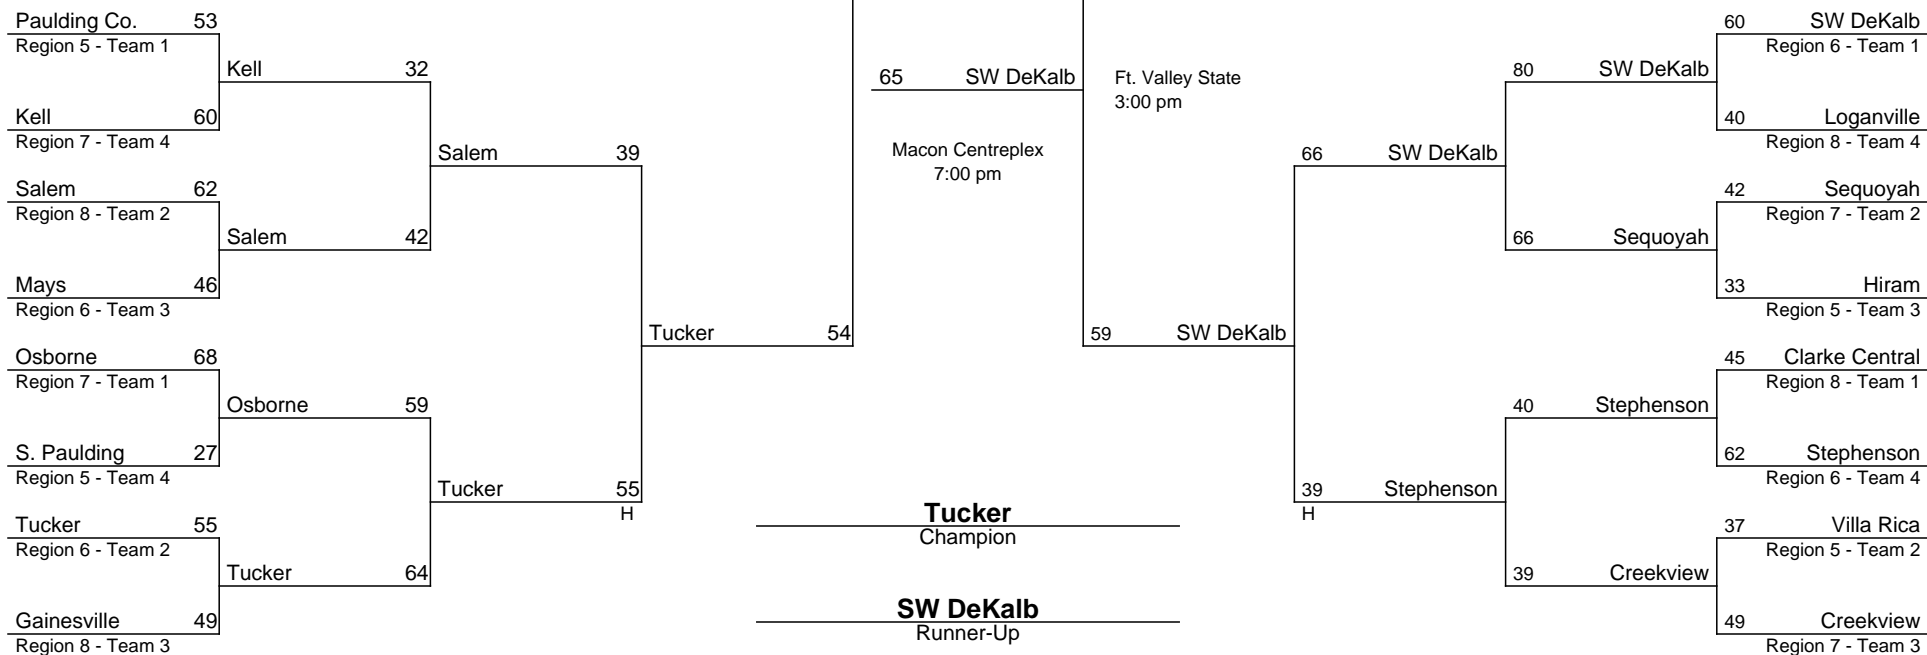 Paulding Co. 53
Region 5 - Team 1
Kell 32
Kell 60
Region 7 - Team 4
Salem 39
Salem 62
Region 8 - Team 2
Salem 42
Mays 46
Region 6 - Team 3
Tucker 54
Osborne 68
Region 7 - Team 1
Osborne 59
S. Paulding 27
Region 5 - Team 4
Tucker 55
H
Tucker 55
Region 6 - Team 2
Tucker 64
Gainesville 49
Region 8 - Team 3
65 SW DeKalb
Ft. Valley State
3:00 pm
Macon Centreplex
7:00 pm
59 SW DeKalb
Tucker
Champion
SW DeKalb
Runner-Up
60 SW DeKalb
Region 6 - Team 1
80 SW DeKalb
40 Loganville
Region 8 - Team 4
66 SW DeKalb
42 Sequoyah
Region 7 - Team 2
66 Sequoyah
33 Hiram
Region 5 - Team 3
45 Clarke Central
Region 8 - Team 1
40 Stephenson
62 Stephenson
Region 6 - Team 4
39 Stephenson
H
37 Villa Rica
Region 5 - Team 2
39 Creekview
49 Creekview
Region 7 - Team 3